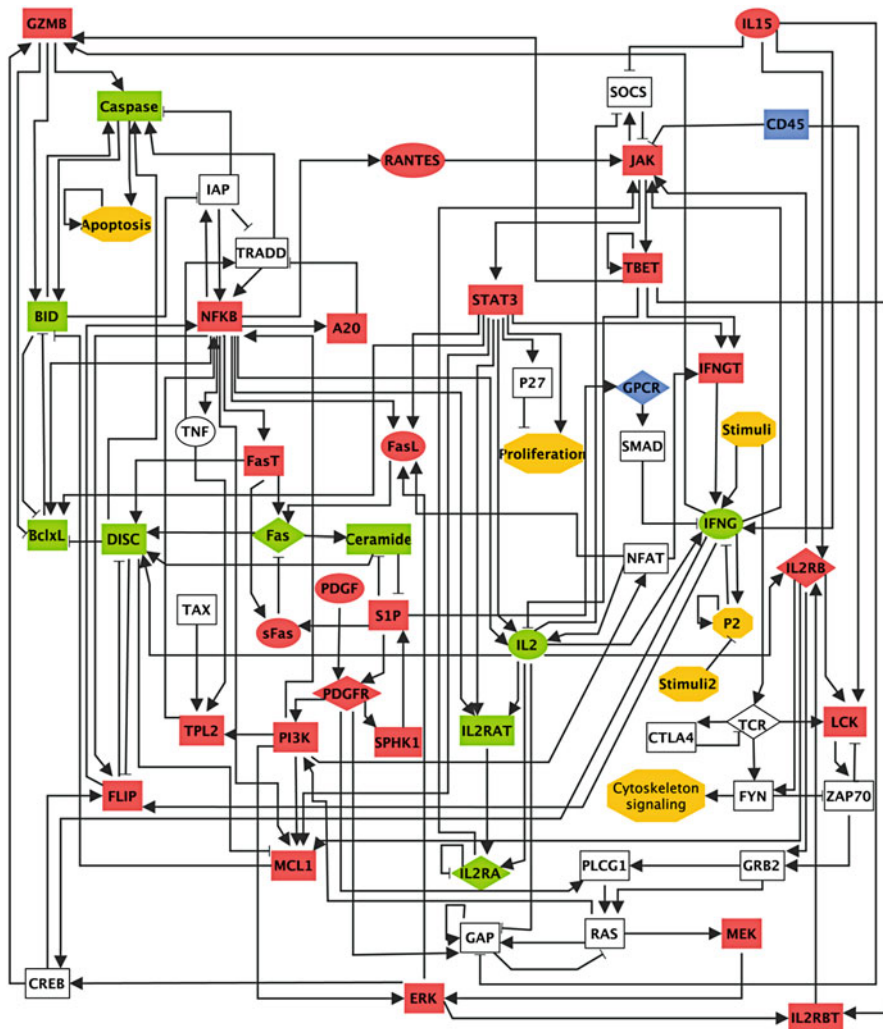 GZMB
IL15
Caspase
SOCS
CD45
RANTES
JAK
IAP
Apoptosis
TRADD
TBET
STAT3
BID
NFKB
A20
IFNGT
P27
GPCR
TNF
Stimuli
FasL
SMAD
Proliferation
FasT
IFNG
BclxL
DISC
Fas
Ceramide
NFAT
IL2RB
PDGF
TAX
S1P
P2
sFas
IL2
Stimuli2
PDGFR
TPL2
PI3K
SPHK1
IL2RAT
CTLA4
TCR
LCK
FLIP
Cytoskeleton
signaling
FYN
ZAP70
MCL1
IL2RA
PLCG1
GRB2
GAP
RAS
MEK
CREB
ERK
IL2RBT